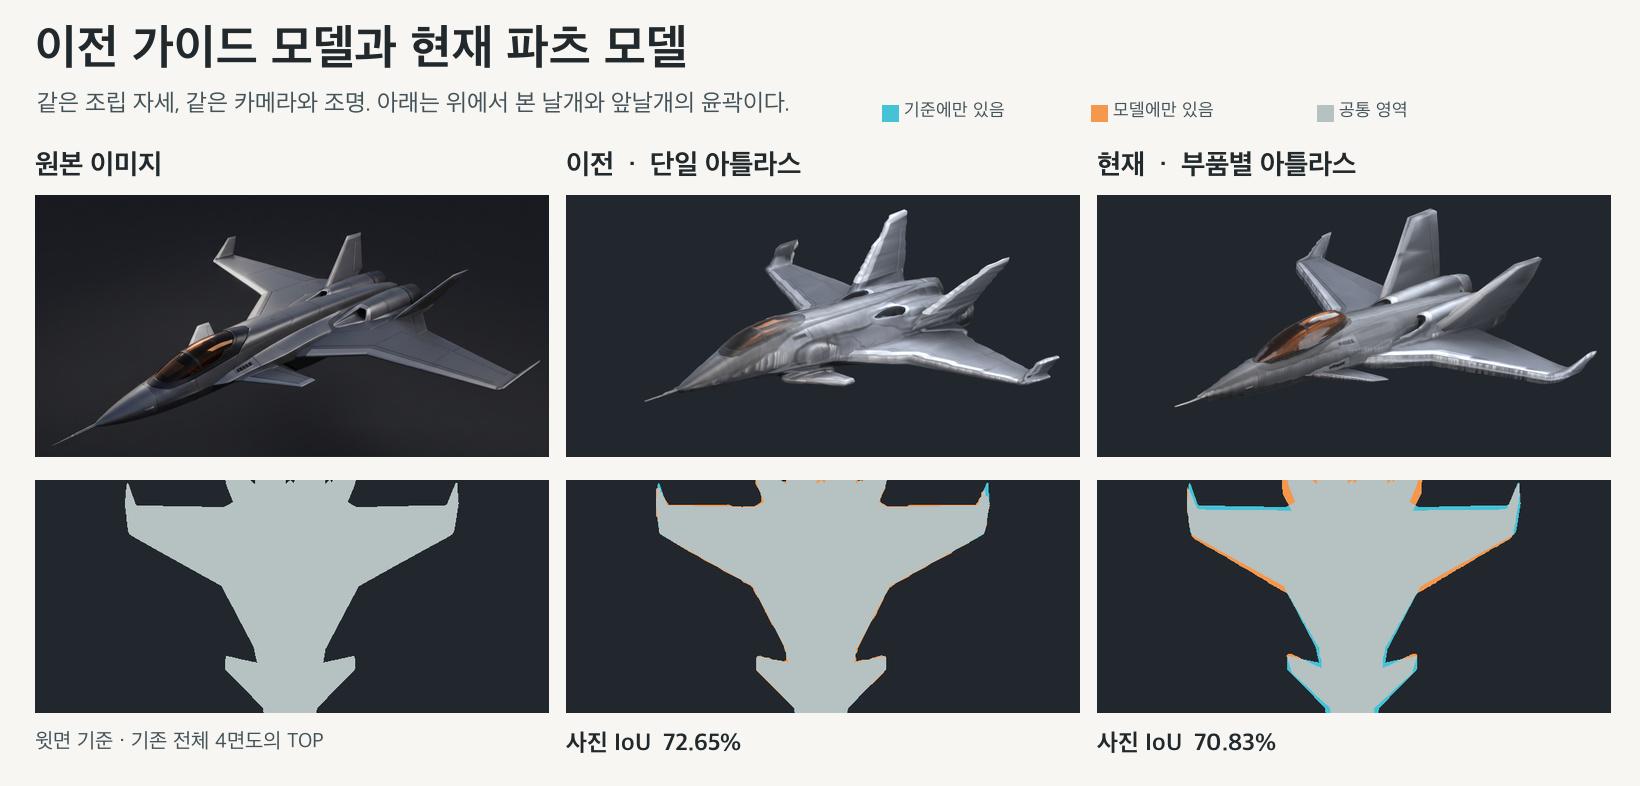 이전 가이드 모델과 현재 파츠 모델
같은 조립 자세, 같은 카메라와 조명. 아래는 위에서 본 날개와 앞날개의 윤곽이다.
기준에만 있음
모델에만 있음
공통 영역
원본 이미지
이전 · 단일 아틀라스
현재 · 부품별 아틀라스
윗면 기준 · 기존 전체 4면도의 TOP
사진 IoU 72.65%
사진 IoU 70.83%